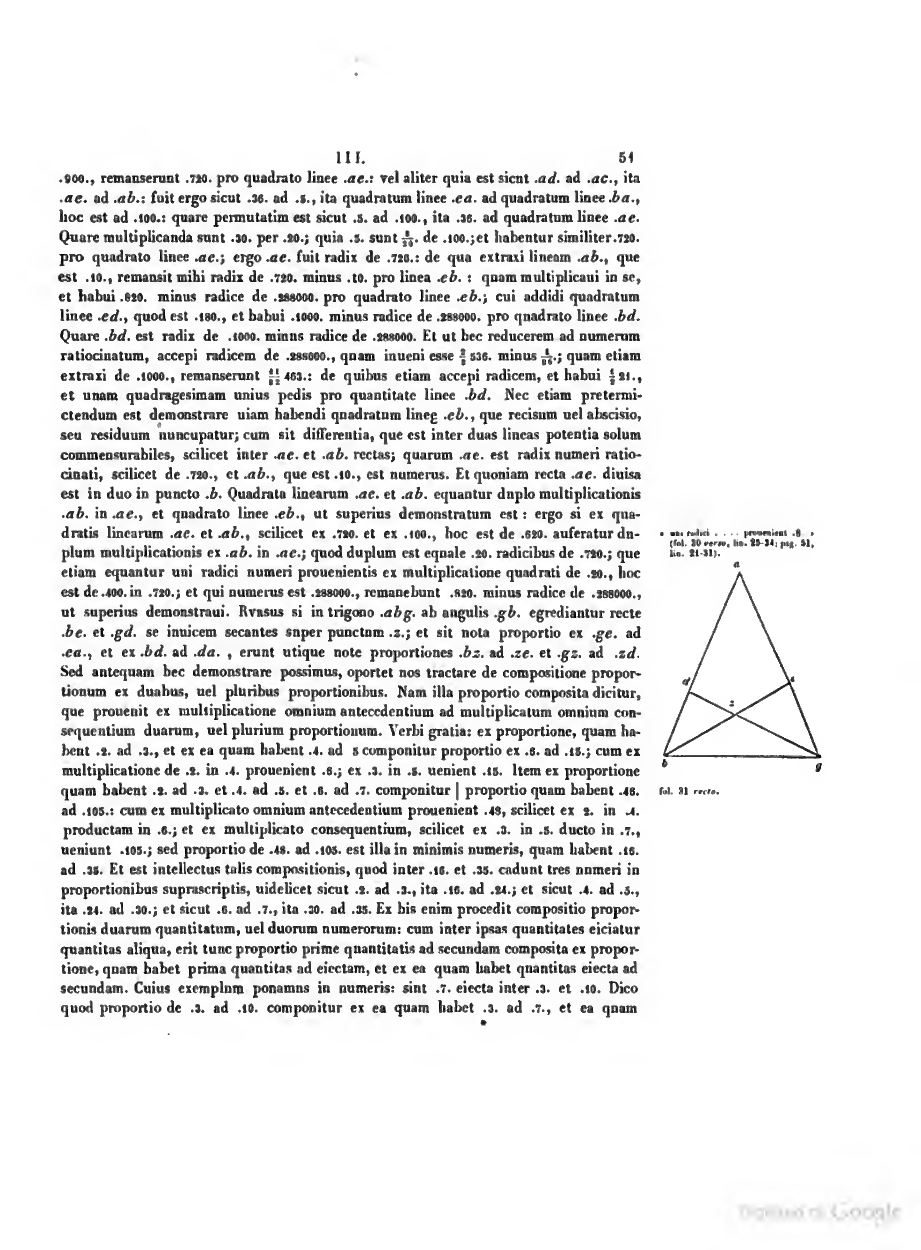 III. 51
.900., remanserunt .720. pro quadrato linee .ae.: vel aliter quia est sicut .ad. ad .ac., ita
.ae. ad .ab.: fuit ergo sicut .36. ad .5., ita quadratum linee .ea. ad quadratum linee .ba.,
hoc est ad .100.: quare permutatim est sicut .5. ad .100., ita .36. ad quadratum linee .ae.
Quare multiplicanda sunt .30. per .20.; quia .5. sunt de .100.; et habentur similiter .720.
pro quadrato linee .ae.; ergo .ae. fuit radix de .720.: de qua extraxi lineam .ab., que
est .10., remansit mihi radix de .720. minus .10. pro linea .eb. : quam multiplicaui in se,
et habui .820. minus radice de .288000. pro quadrato linee .eb.; cui addidi quadratum
linee .ed., quod est .180., et habui .1000. minus radice de .288000. pro quadrato linee .bd.
Quare .bd. est radix de .1000. minus radice de .288000. Et ut hec reducerem ad numerum
ratiocinatum, accepi radicem de .288000., quam inueni esse 536. minus quam etiam
extraxi de .1000., remanserunt 463.: de quibus etiam accepi radicem, et habui 21.,
et unam quadragesimam unius pedis pro quantitate linee .bd. Nec etiam pretermi-
ctendum est demonstrare uiam habendi quadratum lineę .eb., que recisum uel abscisio,
seu residuum nuncupatur; cum sit differentia, que est inter duas lineas potentia solum
commensurabiles, scilicet inter .ae. et .ab. rectas; quarum .ae. est radix numeri ratio-
cinati, scilicet de .720., et .ab., que est .10., est numerus. Et quoniam recta .ae. diuisa
est in duo in puncto .b. Quadrata linearum .ae. et .ab. equantur duplo multiplicationis
.ab. in .ae., et quadrato linee .eb., ut superius demonstratum est : ergo si ex qua-
dratis linearum .ae. et .ab., scilicet ex .720. et ex .100., hoc est de .620. auferatur du-
plum multiplicationis ex .ab. in .ae.; quod duplum est equale .20. radicibus de .720.; que
etiam equantur uni radici numeri prouenientis ex multiplicatione quadrati de .20., hoc
est de .400. in .720.; et qui numerus est .288000., remanebunt .820. minus radice de .288000.,
ut superius demonstraui. Rvrsus si in trigono .abg. ab angulis .gb. egrediantur recte
.be. et .gd. se inuicem secantes super punctum .z.; et sit nota proportio ex .ge. ad
.ea., et ex .bd. ad .da. , erunt utique note proportiones .bz. ad .ze. et .gz. ad .zd.
Sed antequam hec demonstrare possimus, oportet nos tractare de compositione propor-
tionum ex duabus, uel pluribus proportionibus. Nam illa proportio composita dicitur,
que prouenit ex multiplicatione omnium antecedentium ad multiplicatum omnium con-
sequentium duarum, uel plurium proportionum. Verbi gratia: ex proportione, quam ha-
bent .2. ad .3., et ex ea quam habent .4. ad 5 componitur proportio ex .8. ad .15.; cum ex
multiplicatione de .2. in .4. prouenient .8.; ex .3. in .5. uenient .15. Item ex proportione
quam habent .2. ad .3. et .4. ad .5. et .6. ad .7. componitur | proportio quam habent .48.
ad .105.: cum ex multiplicato omnium antecedentium prouenient .48, scilicet ex 2. in .4.
productam in .6.; et ex multiplicato consequentium, scilicet ex .3. in .5. ducto in .7.,
ueniunt .105.; sed proportio de .48. ad .105. est illa in minimis numeris, quam habent .16.
ad .35. Et est intellectus talis compositionis, quod inter .16. et .35. cadunt tres numeri in
proportionibus suprascriptis, uidelicet sicut .2. ad .3., ita .16. ad .24.; et sicut .4. ad .5.,
ita .24. ad .30.; et sicut .6. ad .7., ita .30. ad .35. Ex his enim procedit compositio propor-
tionis duarum quantitatum, uel duorum numerorum: cum inter ipsas quantitates eiciatur
quantitas aliqua, erit tunc proportio prime quantitatis ad secundam composita ex propor-
tione, quam habet prima quantitas ad eiectam, et ex ea quam habet quantitas eiecta ad
secundam. Cuius exemplum ponamus in numeris: sint .7. eiecta inter .3. et .10. Dico
quod proportio de .3. ad .10. componitur ex ea quam habet .3. ad .7., et ea quam
« uni radici . . . . prouenient .8. »
(fol. 30 verso, lin. 25-34; pag. 51,
lin. 21-31).
a
d
z
b
g
fol. 31 recto.
Digitized by Google